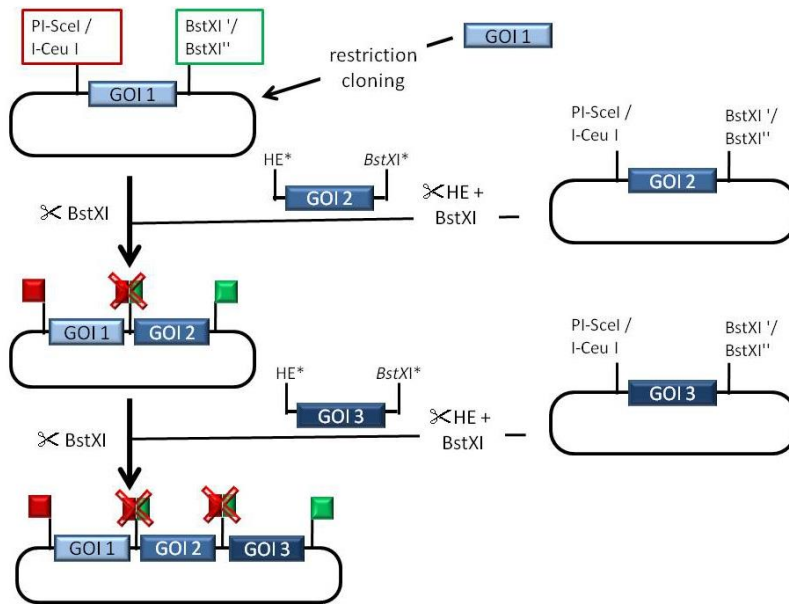 PI-SceI /
I-Ceu I
BstXI '/
BstXI''
GOI 1
restriction
cloning
GOI 1
PI-SceI /
I-Ceu I
BstXI '/
BstXI''
GOI 2
HE*
BstXI*
GOI 2
BstXI
HE +
BstXI
GOI 1
GOI 2
PI-SceI /
I-Ceu I
BstXI '/
BstXI''
GOI 3
HE*
BstXI*
GOI 3
BstXI
HE +
BstXI
GOI 1
GOI 2
GOI 3